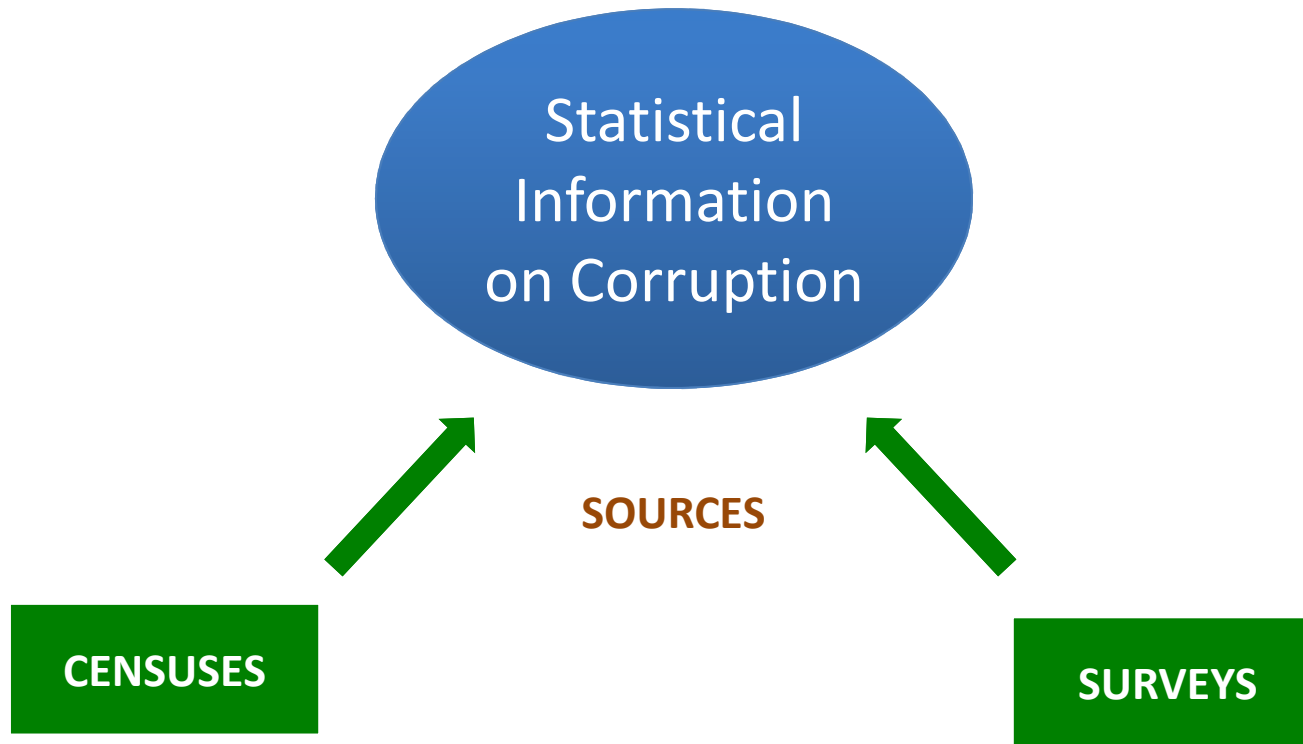 Statistical
Information
on Corruption
SOURCES
CENSUSES
SURVEYS